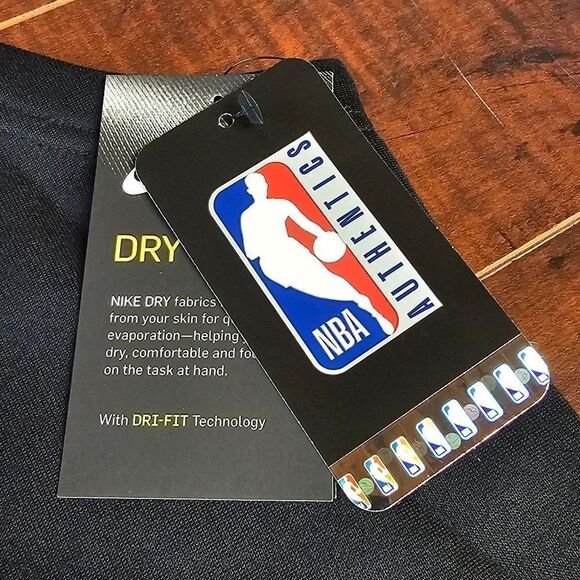 DRY
NIKE DRY fabrics
from your skin for
evaporation—helping
dry, comfortable and
on the task at hand.
With DRI-FIT Technology
NBA
AUTHENTICS